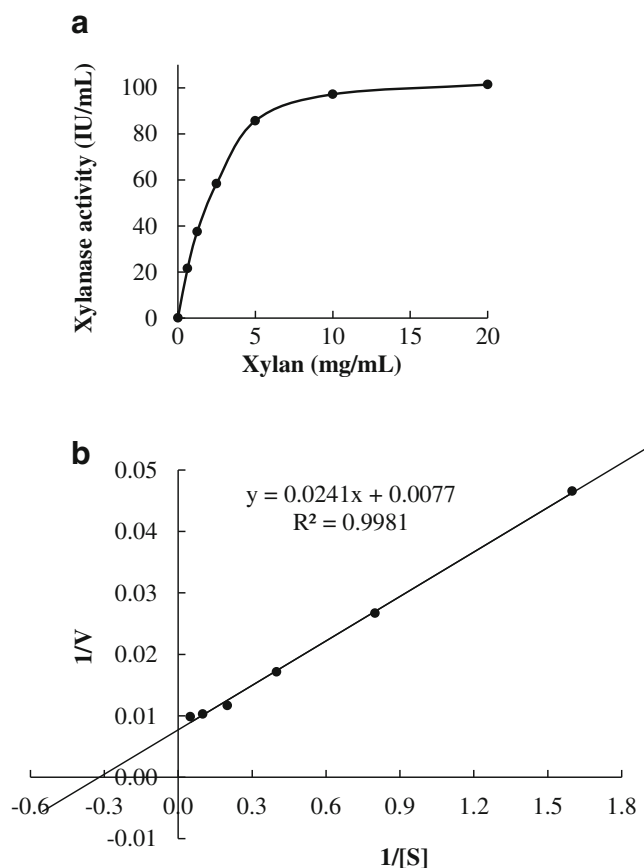 a
Xylanase activity (IU/mL)
100
80
60
40
20
0
0 5 10 15 20
Xylan (mg/mL)
b
0.05
y = 0.0241x + 0.0077
R² = 0.9981
0.04
0.03
1/V
0.02
0.01
0.00
-0.6 -0.3 0.0 0.3 0.6 0.9 1.2 1.5 1.8
-0.01
1/[S]